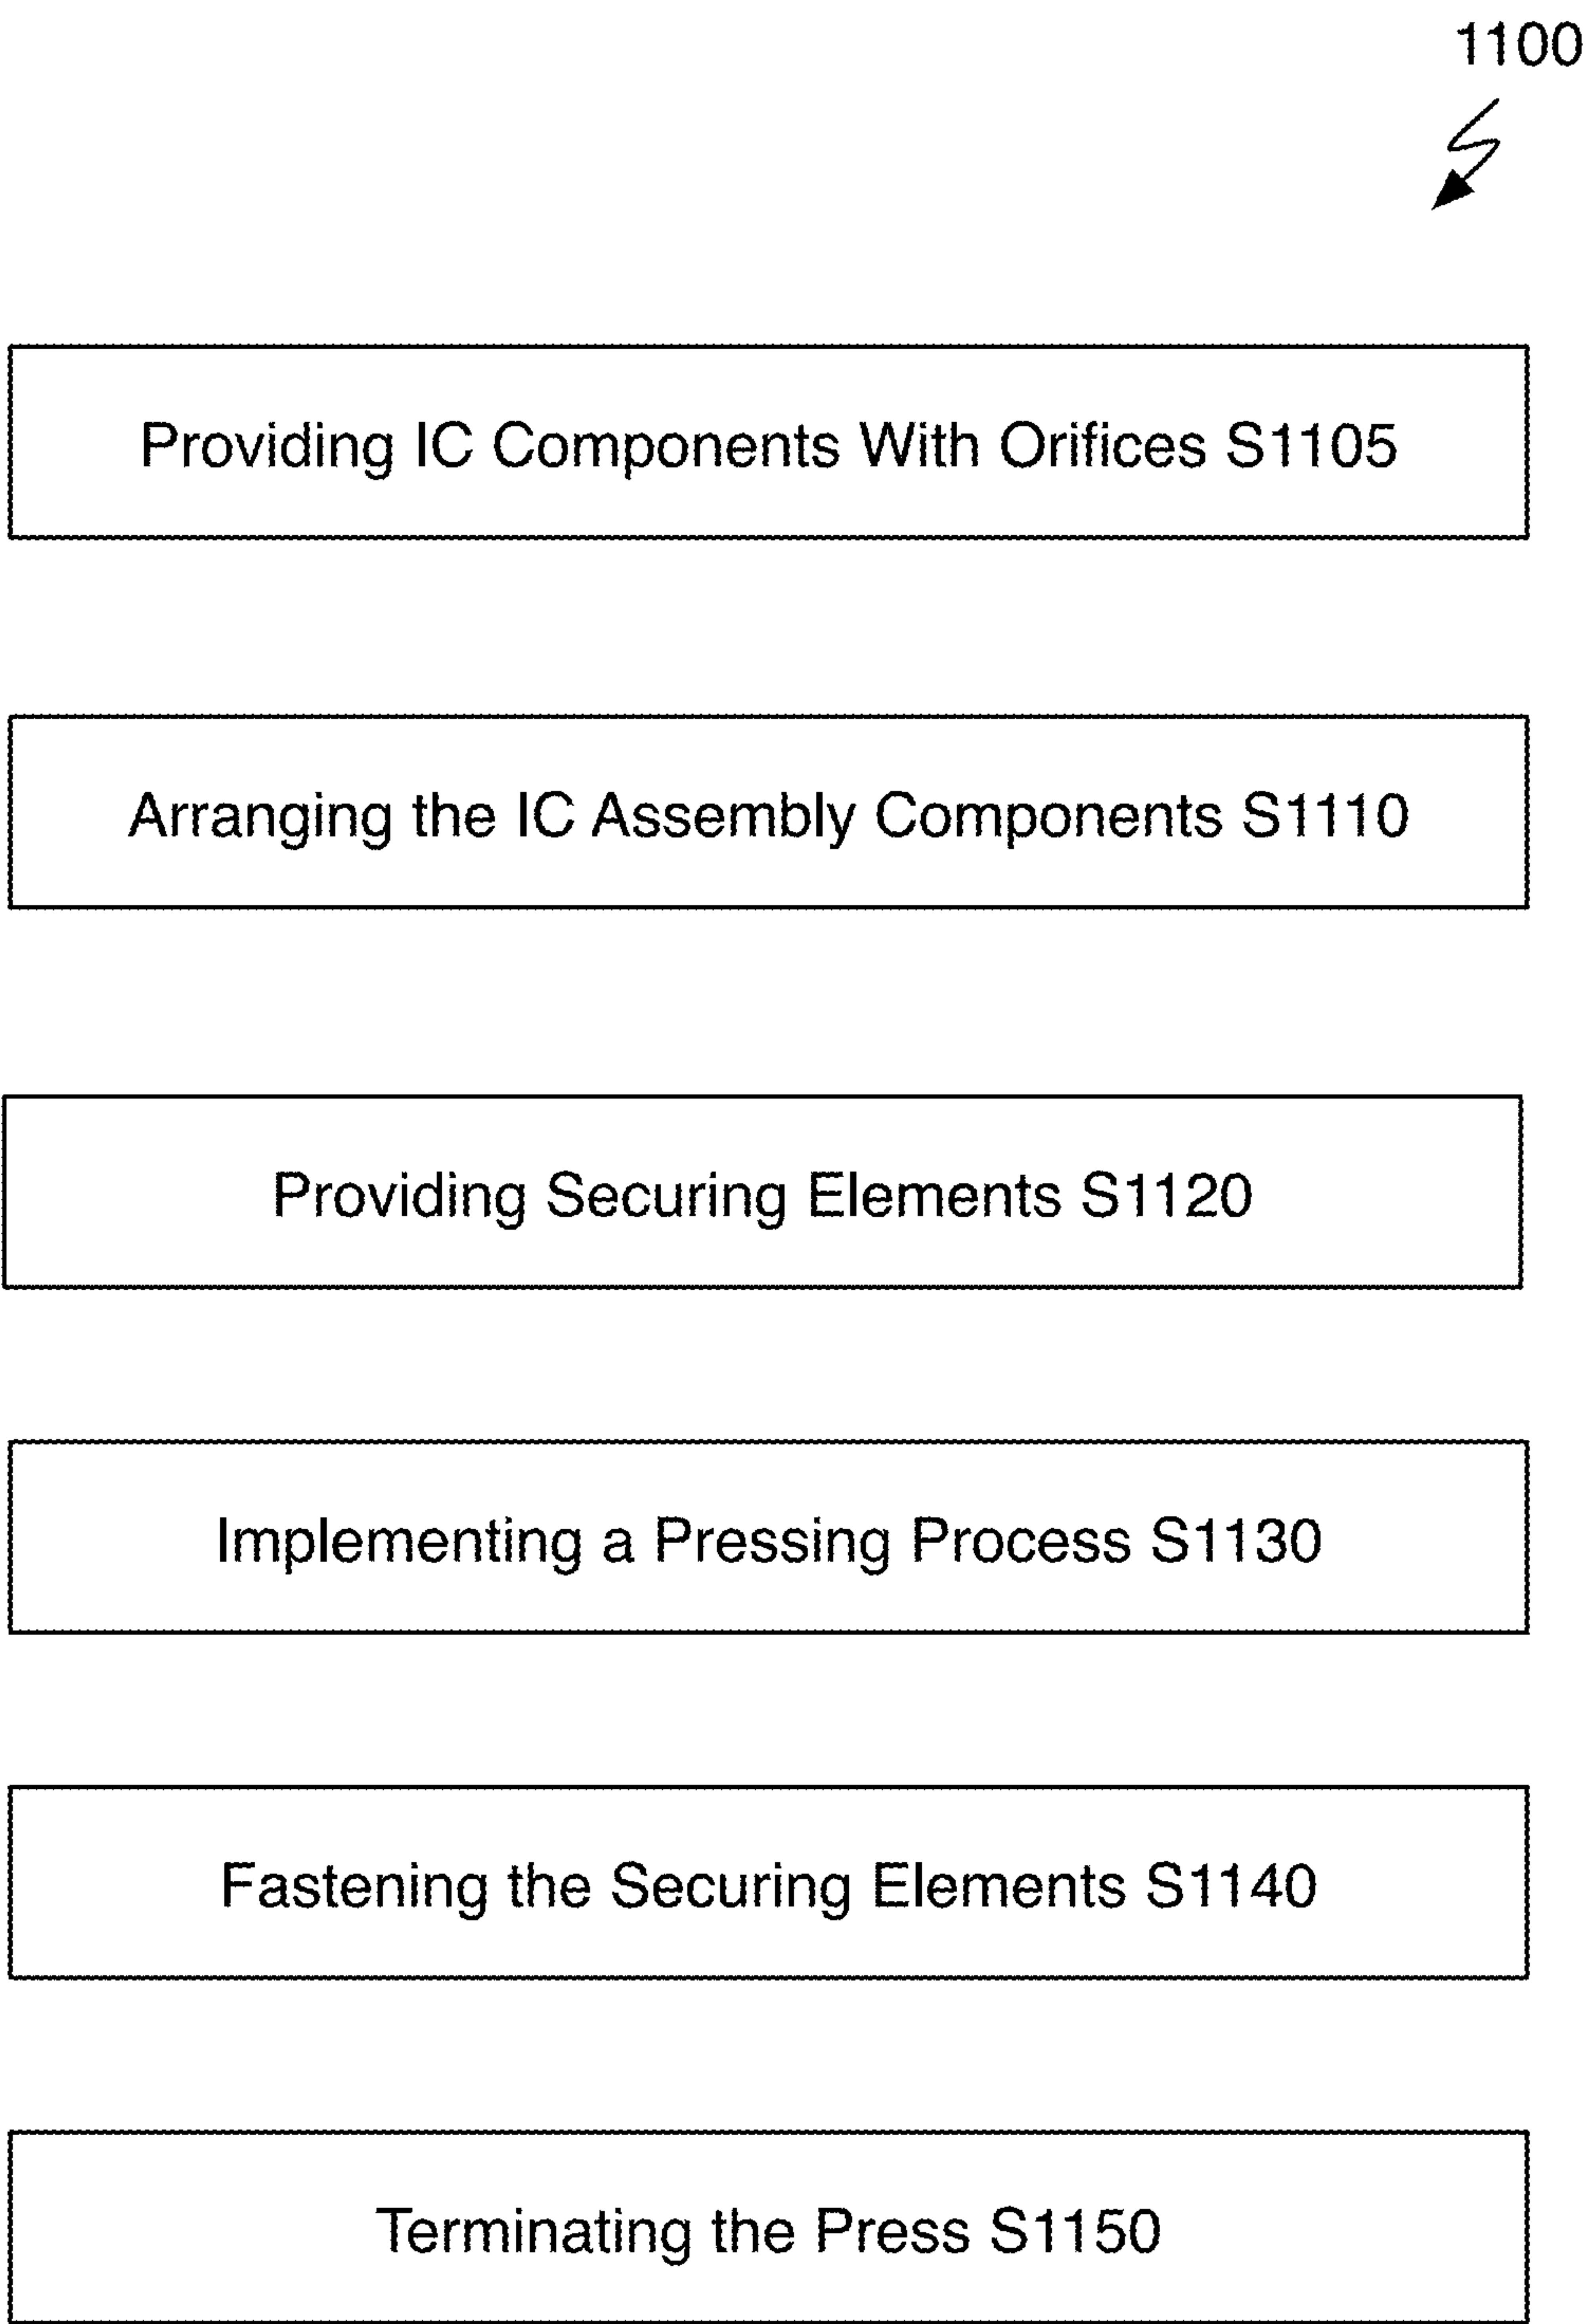 1100
Providing IC Components With Orifices S1105
Arranging the IC Assembly Components S1110
Providing Securing Elements S1120
Implementing a Pressing Process S1130
Fastening the Securing Elements S1140
Terminating the Press S1150